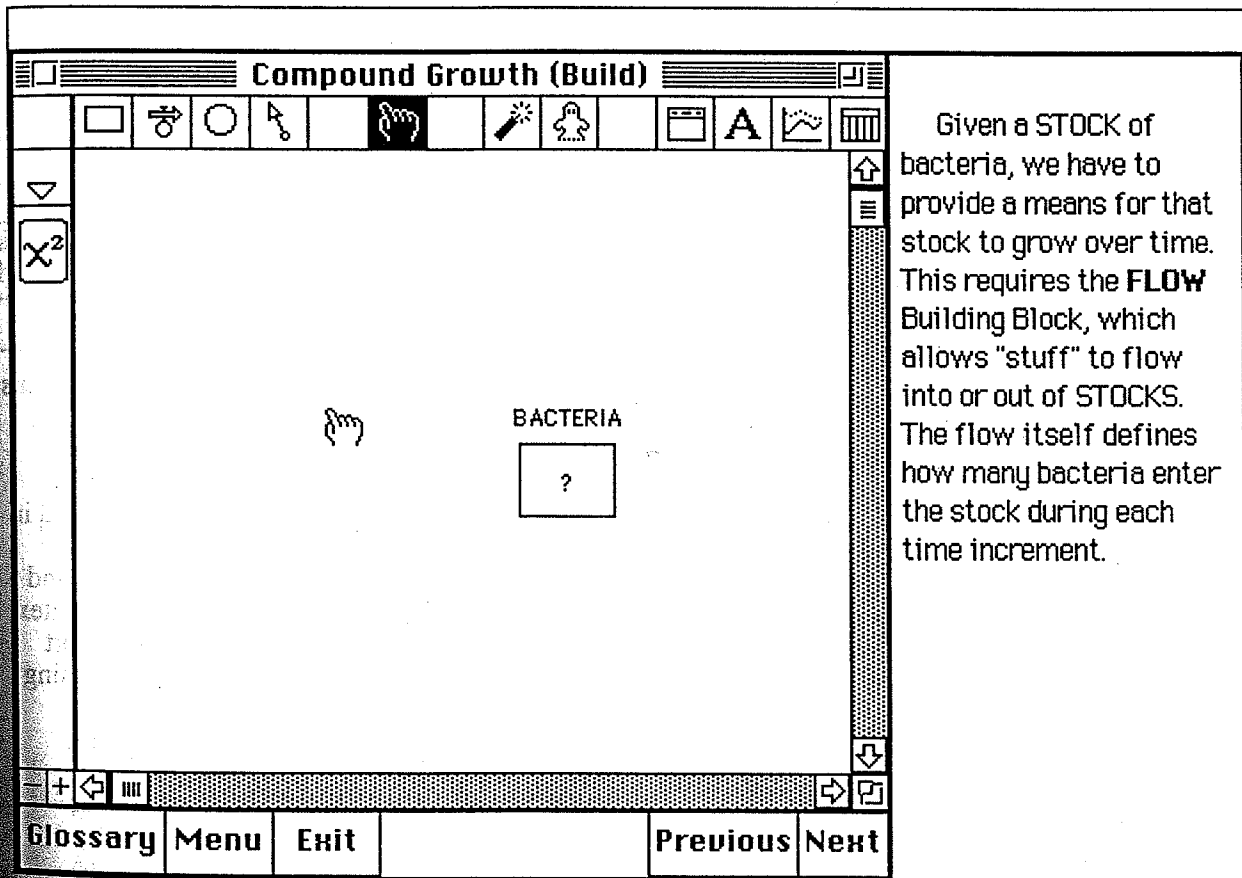 Compound Growth (Build)
A
X²
BACTERIA
?
Given a STOCK of
bacteria, we have to
provide a means for that
stock to grow over time.
This requires the FLOW
Building Block, which
allows "stuff" to flow
into or out of STOCKS.
The flow itself defines
how many bacteria enter
the stock during each
time increment.
- +
Glossary Menu Exit Previous Next